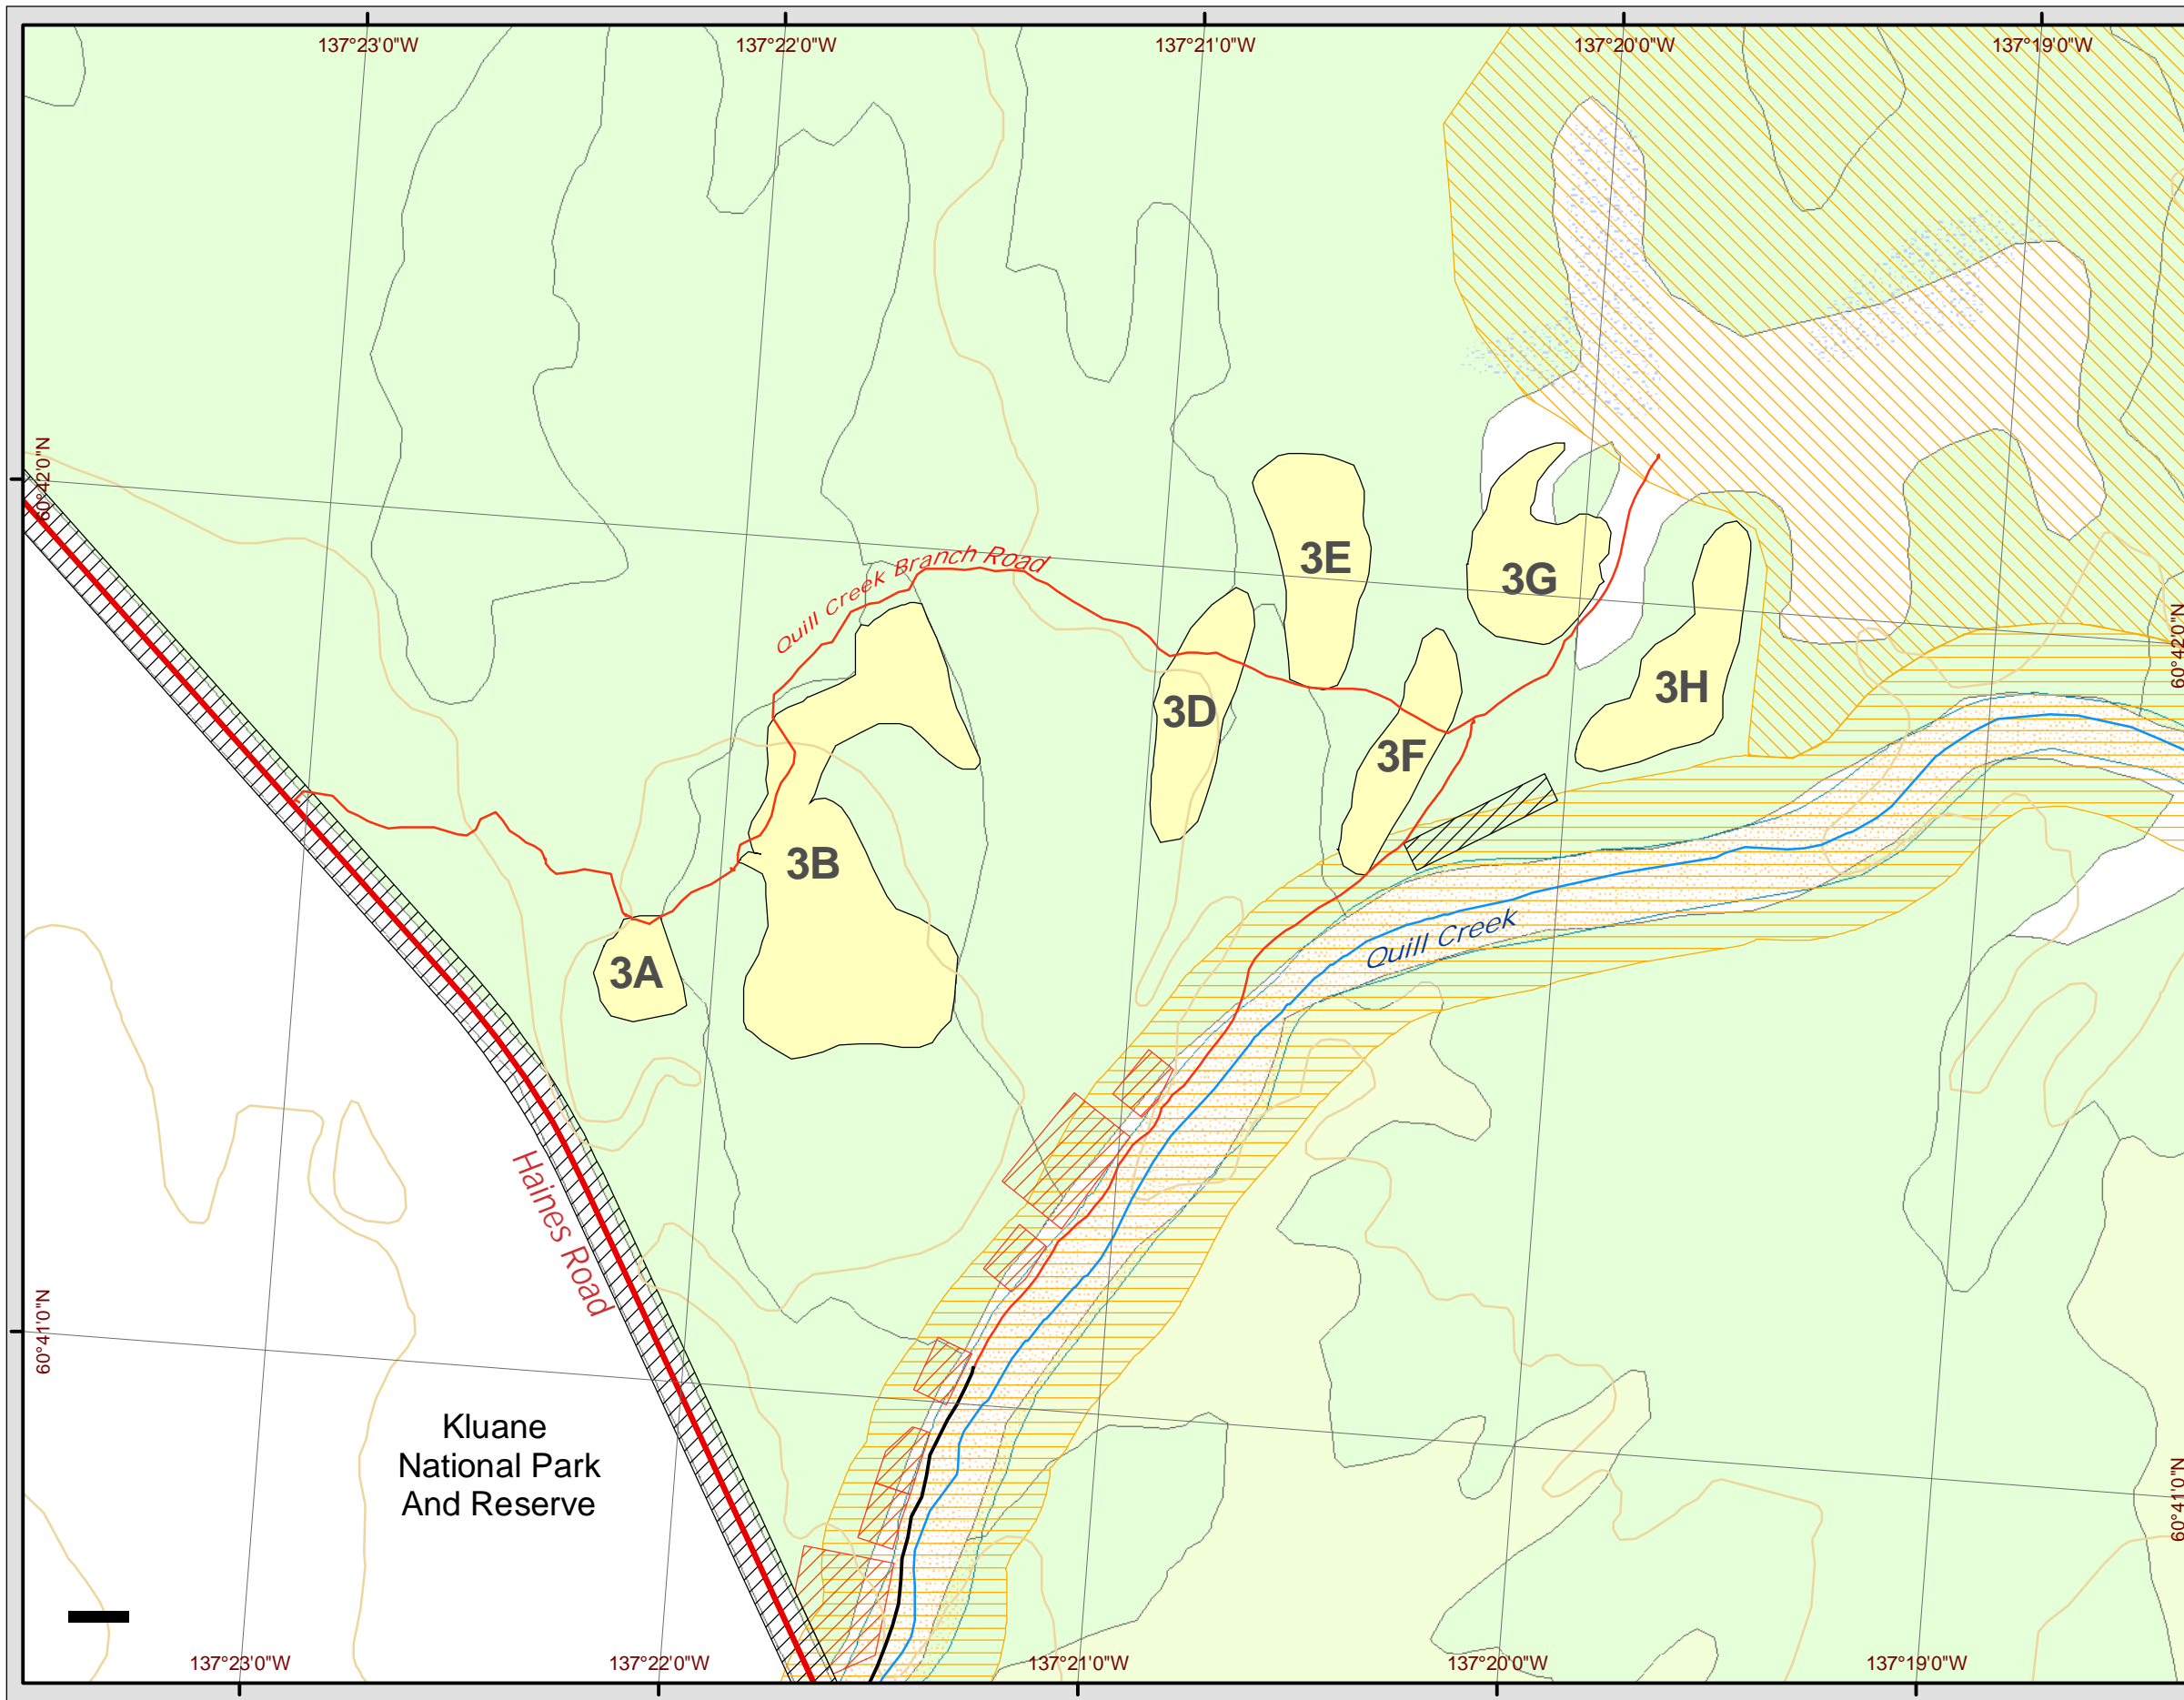 137°23'0"W
137°22'0"W
137°21'0"W
137°20'0"W
137°19'0"W
60°42'0"N
Quill Creek Branch Road
3E
3G
60°42'0"N
3H
3D
3F
3B
Quill Creek
3A
Haines Road
60°41'0"N
Kluane
National Park
And Reserve
60°41'0"N
137°23'0"W
137°22'0"W
137°21'0"W
137°20'0"W
137°19'0"W